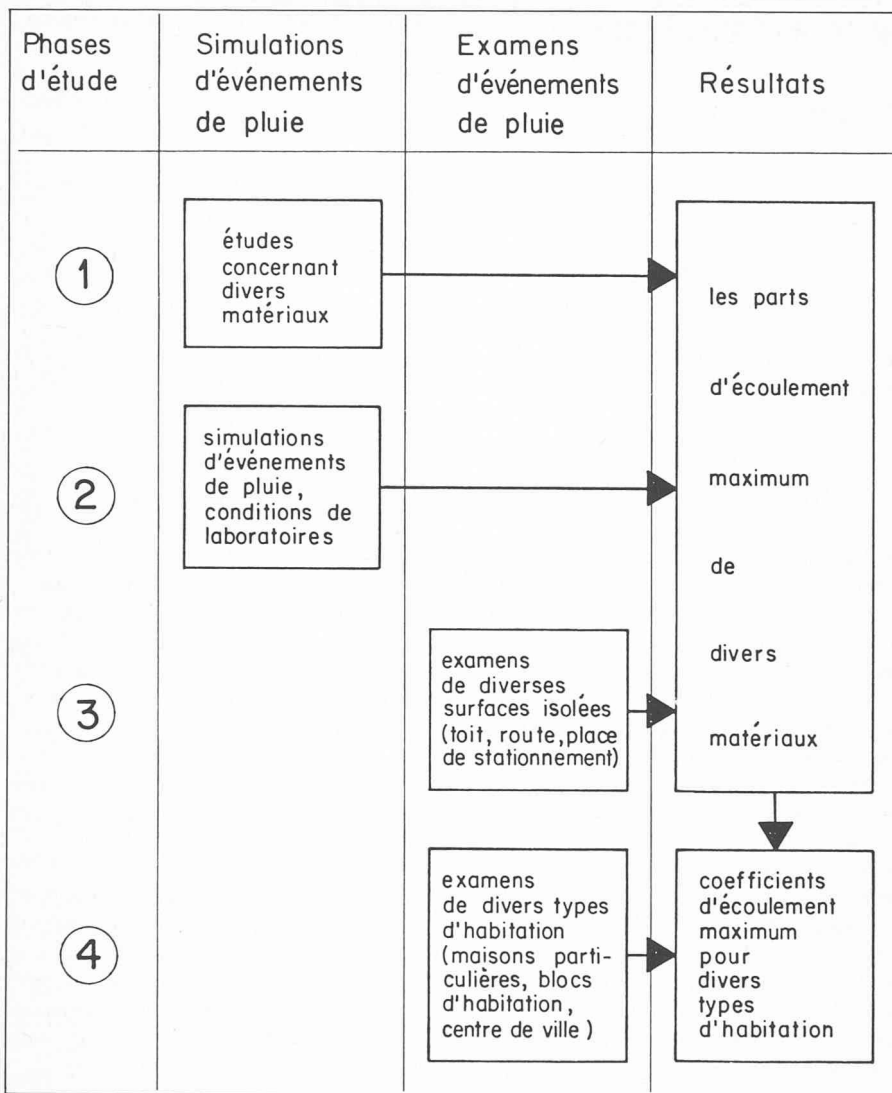 Phases
d'étude
Simulations
d'événements
de pluie
Examens
d'événements
de pluie
Résultats
1
études
concernant
divers
matériaux
2
simulations
d'événements
de pluie,
conditions de
laboratoires
3
examens
de diverses
surfaces isolées
(toit, route, place
de stationnement)
les parts
d'écoulement
maximum
de
divers
matériaux
4
examens
de divers types
d'habitation
(maisons parti-
culières, blocs
d'habitation,
centre de ville)
coefficients
d'écoulement
maximum
pour
divers
types
d'habitation